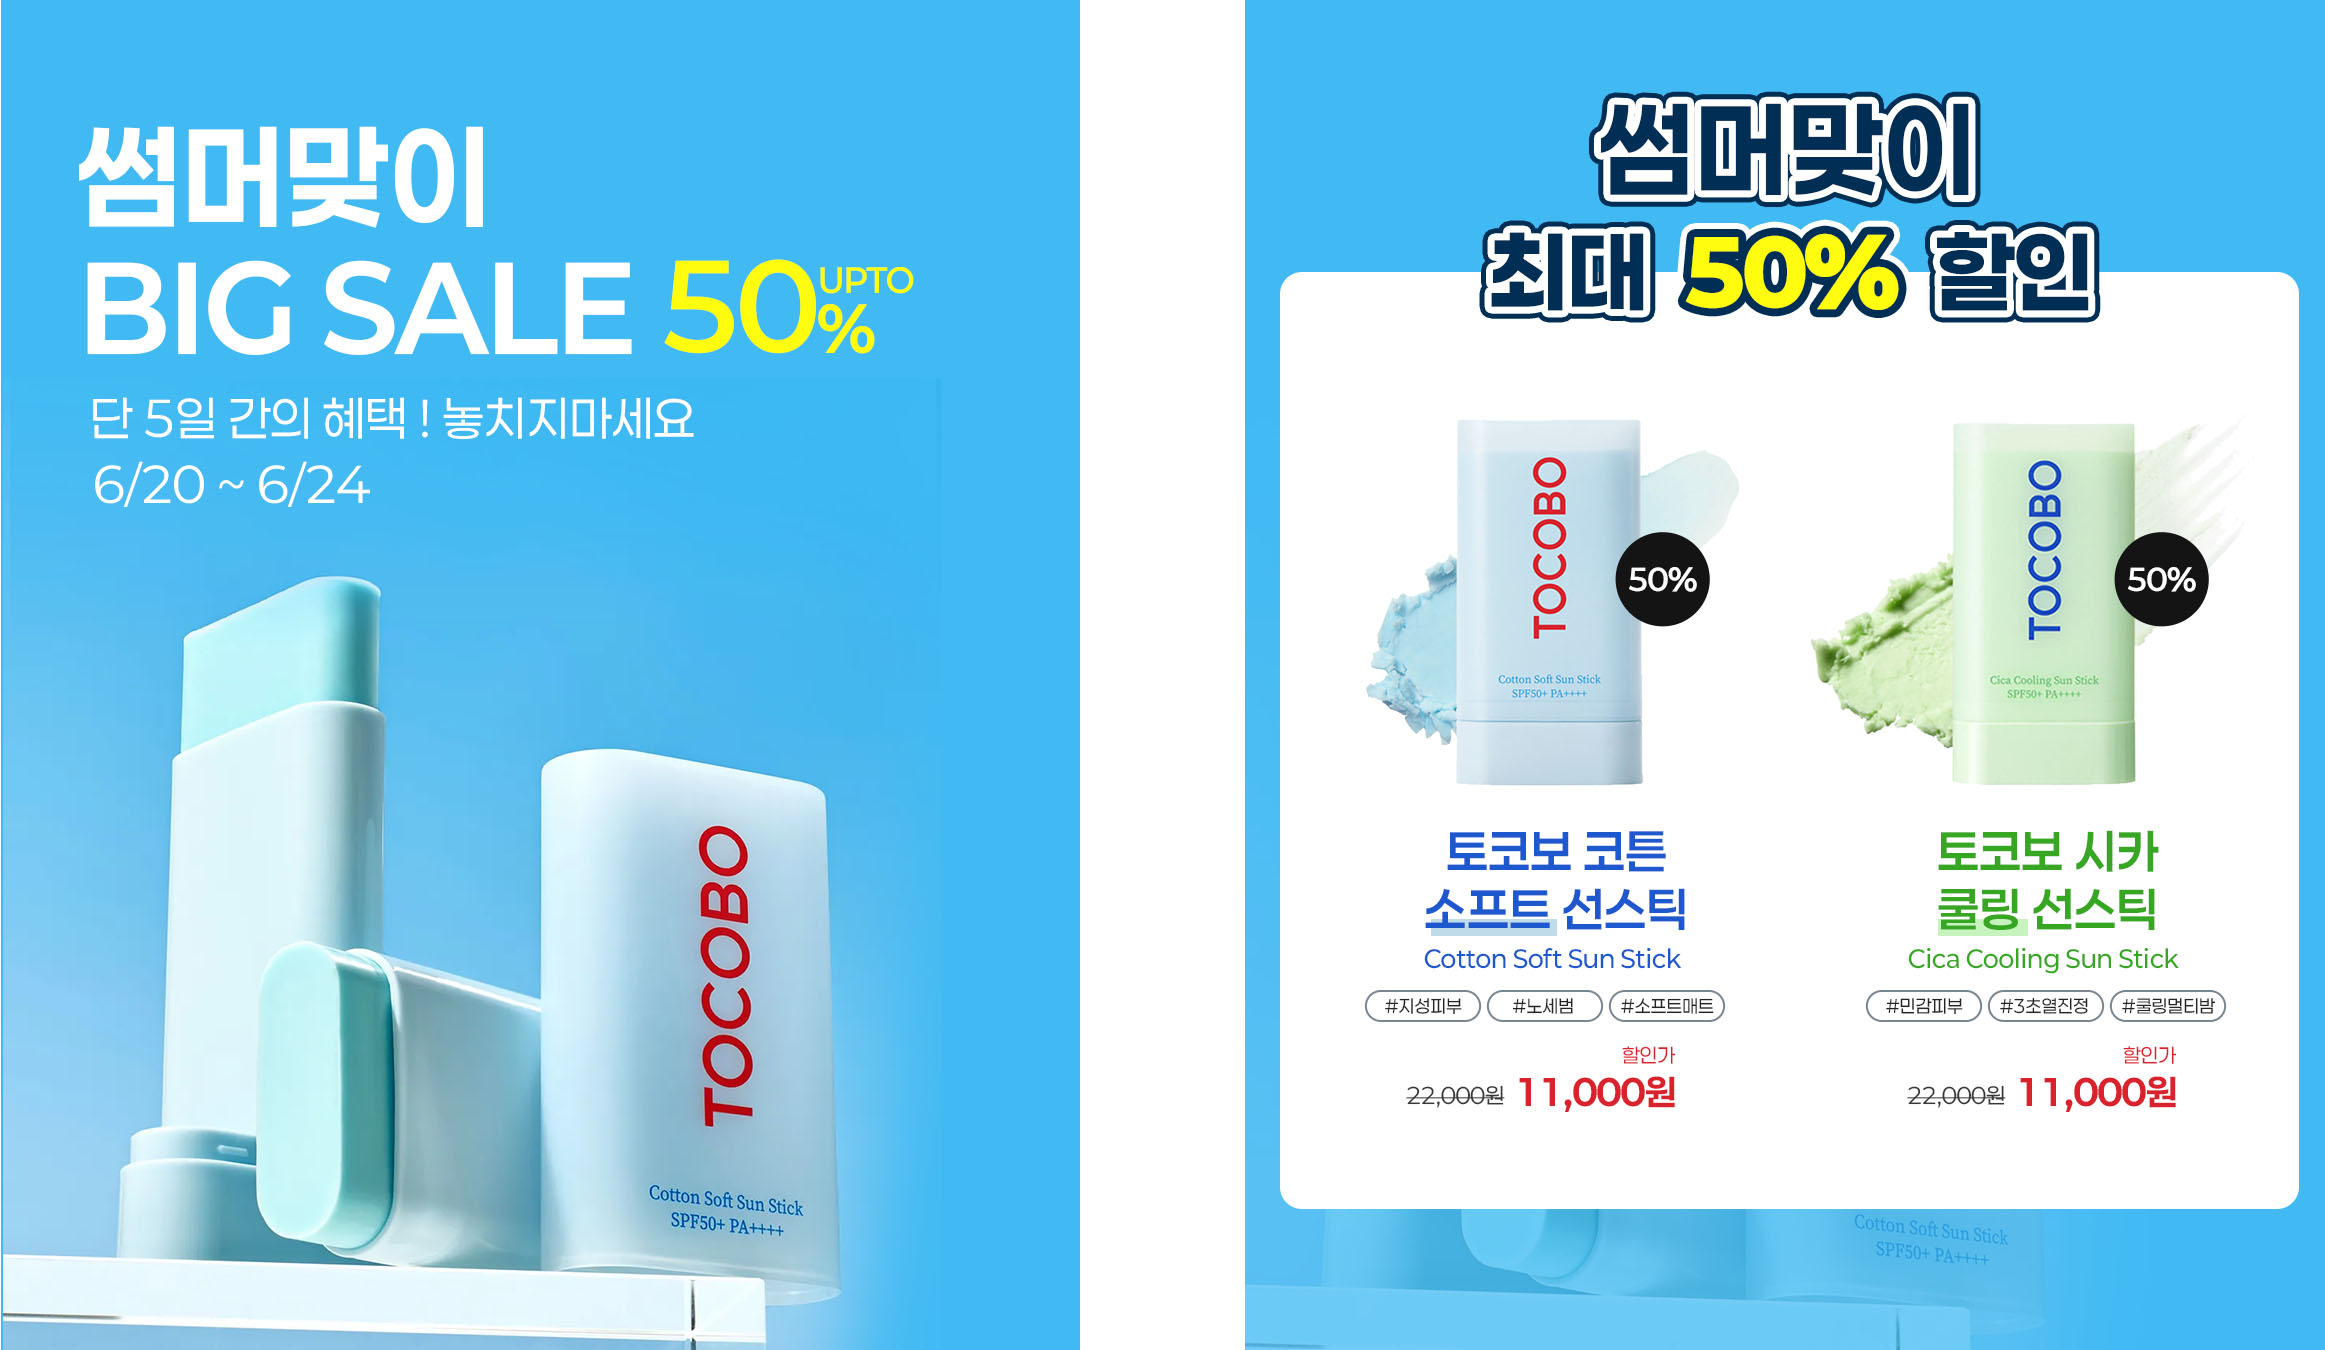 썸머맞이
BIG SALE 50% UPTO
단 5일 간의 혜택 ! 놓치지마세요
6/20 ~ 6/24
TOCOBO
Cotton Soft Sun Stick
SPF50+ PA++++
썸머맞이
최대 50% 할인
TOCOBO
Cotton Soft Sun Stick
SPF50+ PA++++
50%
토코보 코튼
소프트 선스틱
Cotton Soft Sun Stick
#지성피부 #노세범 #소프트매트
할인가
22,000원 11,000원
TOCOBO
Cica Cooling Sun Stick
SPF50+ PA++++
50%
토코보 시카
쿨링 선스틱
Cica Cooling Sun Stick
#민감피부 #3초열진정 #쿨링멀티밤
할인가
22,000원 11,000원
Cotton Soft Sun Stick
SPF50+ PA++++